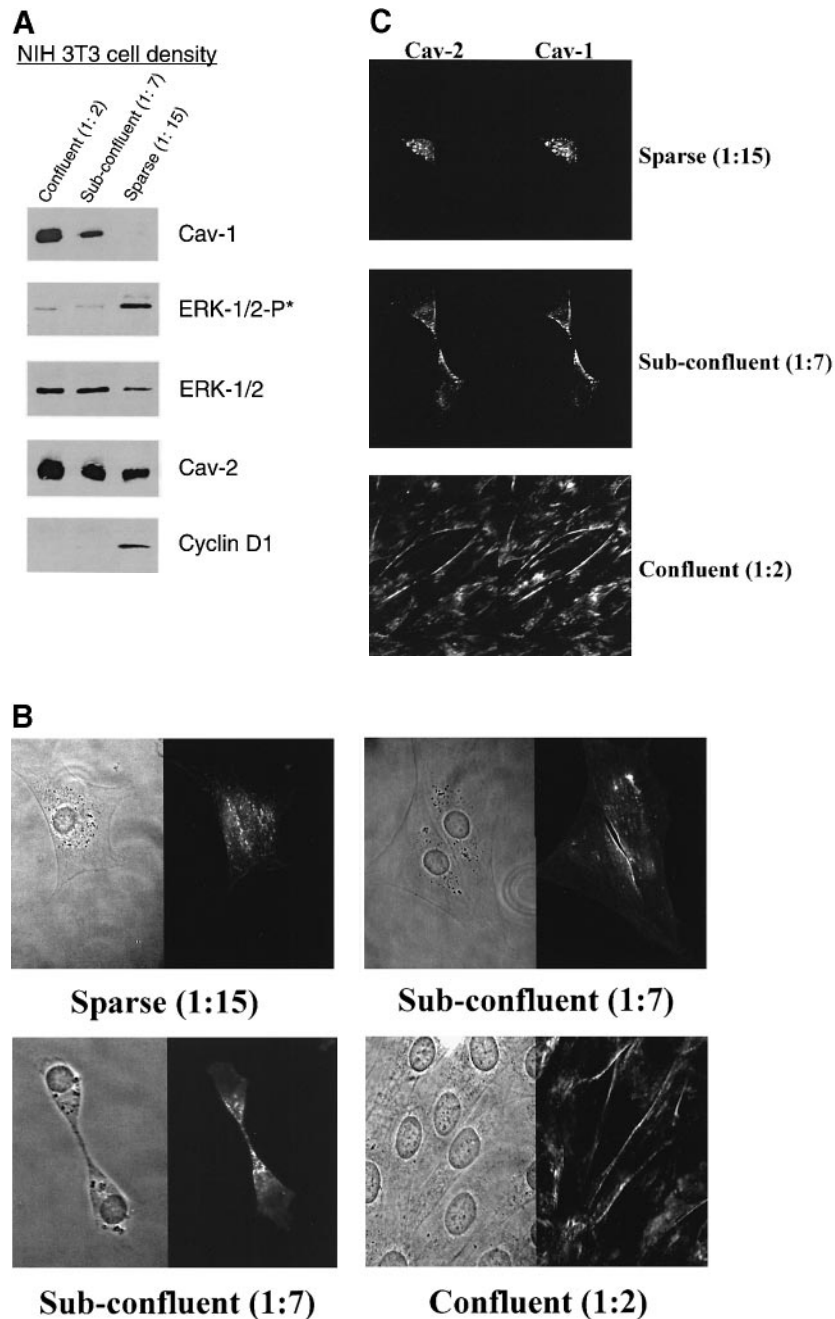 A
NIH 3T3 cell density
Confluent (1: 2)
Sub-confluent (1: 7)
Sparse (1: 15)
Cav-1
ERK-1/2-P*
ERK-1/2
Cav-2
Cyclin D1
C
Cav-2 Cav-1
Sparse (1:15)
Sub-confluent (1:7)
Confluent (1:2)
B
Sparse (1:15)
Sub-confluent (1:7)
Sub-confluent (1:7)
Confluent (1:2)